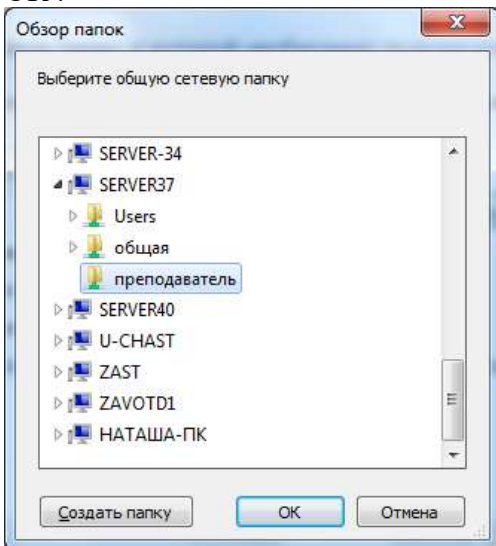 Обзор папок
Выберите общую сетевую папку
SERVER-34
SERVER37
Users
общая
преподаватель
SERVER40
U-CHAST
ZAST
ZAVOTD1
НАТАША-ПК
Создать папку
ОК
Отмена